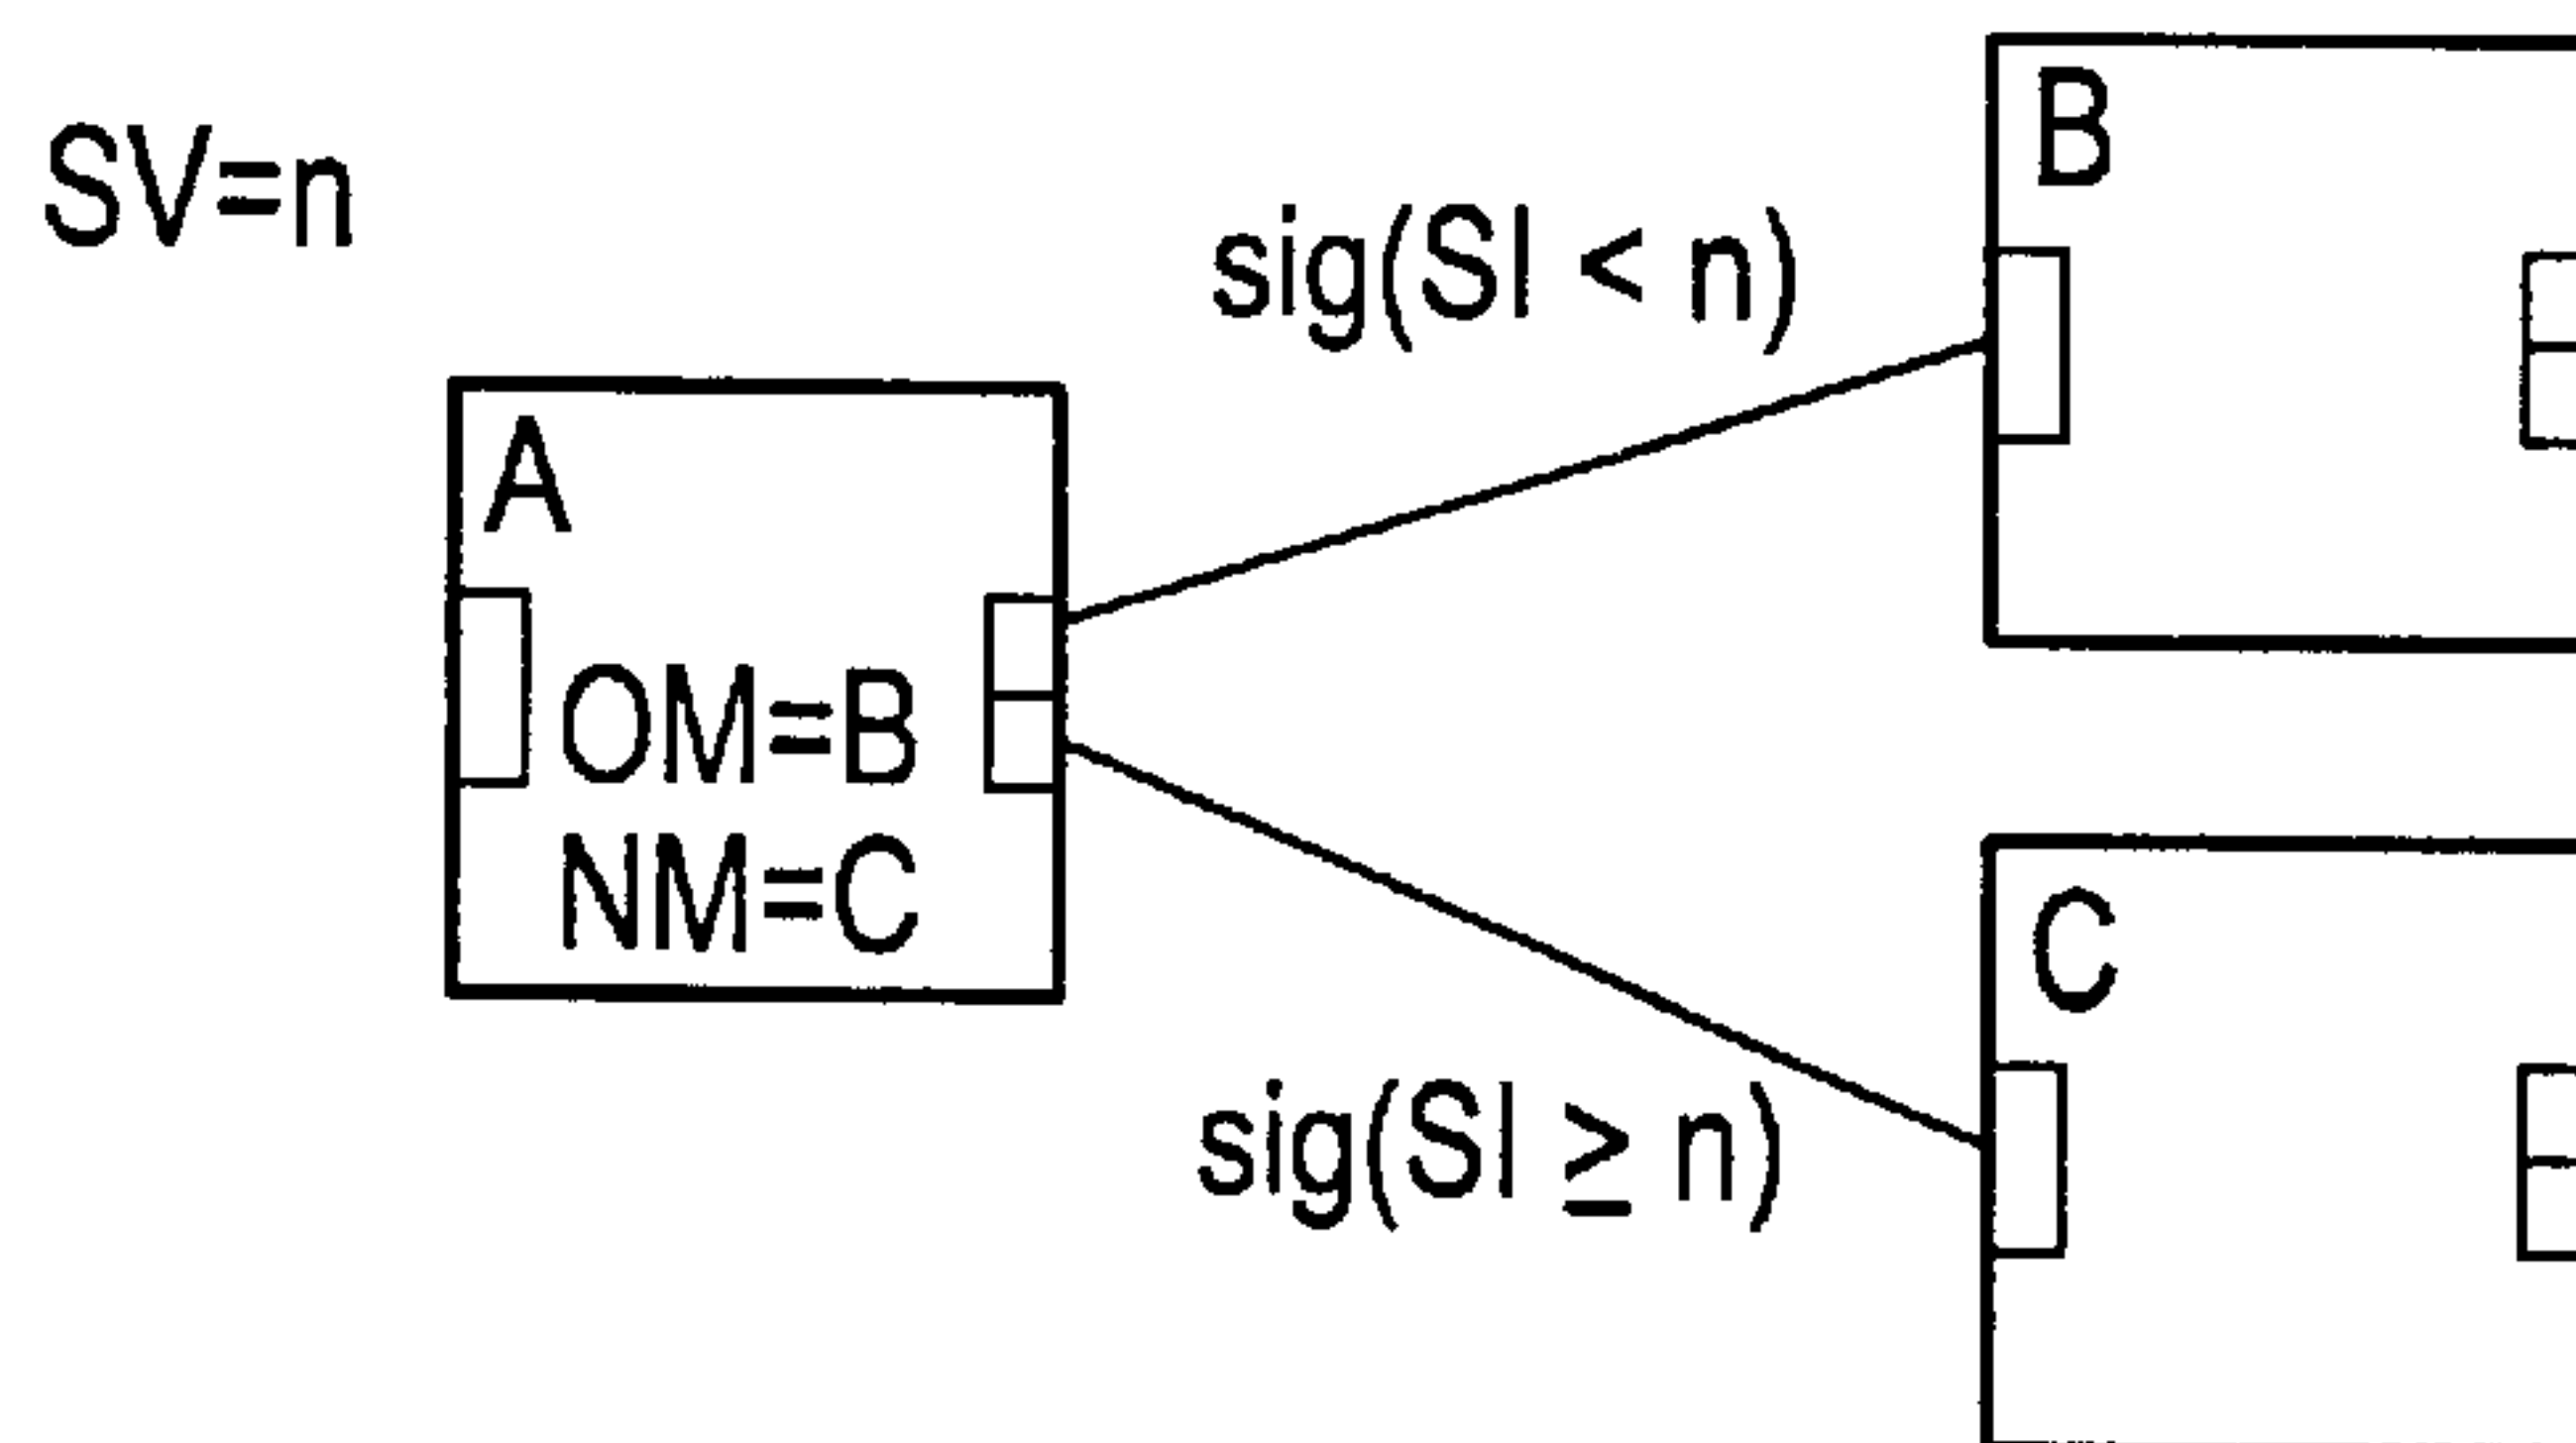 SV=n
sig(SI < n)
B
A
OM=B
NM=C
C
sig(SI ≥ n)